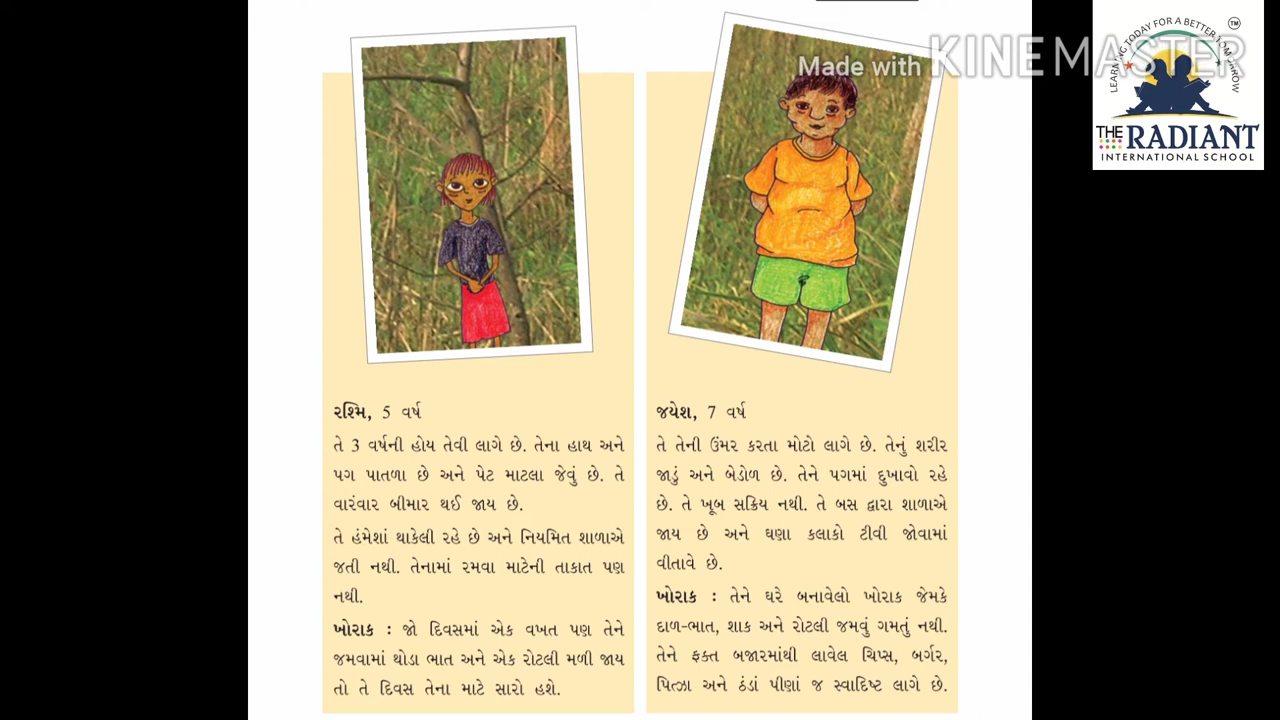 રશ્મિ, 5 વર્ષ
તે 3 વર્ષની હોય તેવી લાગે છે. તેના હાથ અને
પગ પાતળા છે અને પેટ માટલા જેવું છે. તે
વારંવાર બીમાર થઈ જાય છે.
તે હંમેશાં થાકેલી રહે છે અને નિયમિત શાળાએ
જતી નથી. તેનામાં રમવા માટેની તાકાત પણ
નથી.
ખોરાક : જો દિવસમાં એક વખત પણ તેને
જમવામાં થોડા ભાત અને એક રોટલી મળી જાય
તો તે દિવસ તેના માટે સારો હશે.
જયેશ, 7 વર્ષ
તે તેની ઉંમર કરતા મોટો લાગે છે. તેનું શરીર
જાડું અને બેડોળ છે. તેને પગમાં દુખાવો રહે
છે. તે ખૂબ સક્રિય નથી. તે બસ દ્વારા શાળાએ
જાય છે અને ઘણા કલાકો ટીવી જોવામાં
વીતાવે છે.
ખોરાક : તેને ઘરે બનાવેલો ખોરાક જેમકે
દાળ-ભાત, શાક અને રોટલી જમવું ગમતું નથી.
તેને ફક્ત બજારમાંથી લાવેલ ચિપ્સ, બર્ગર,
પિત્ઝા અને ઠંડાં પીણાં જ સ્વાદિષ્ટ લાગે છે.
Made with KINEMASTER
LEARNING TODAY FOR A BETTER TOMORROW
TM
THE RADIANT
INTERNATIONAL SCHOOL